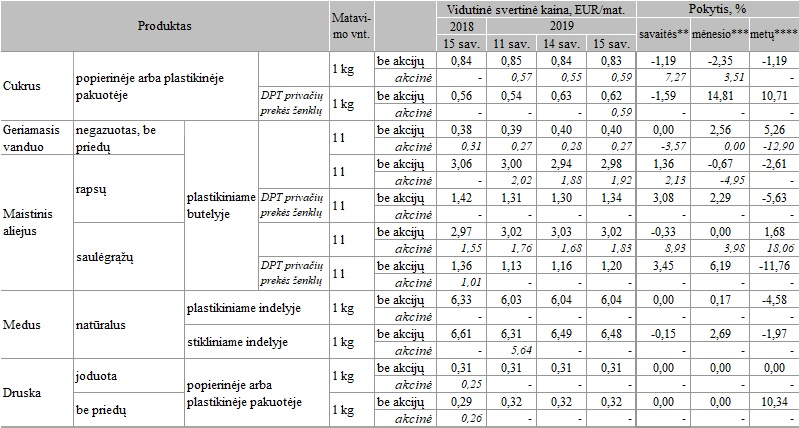 Produktas Matavi- Vidutinė svertinė kaina, EUR/mat. Pokytis, %
mo vnt. 2018 2019 savaitės** mėnesio*** metų****
15 sav. 11 sav. 14 sav. 15 sav.
Cukrus popierinėje arba plastikinėje pakuotėje 1 kg be akcijų 0,84 0,85 0,84 0,83 -1,19 -2,35 -1,19
akcinė - 0,57 0,55 0,59 7,27 3,51 -
DPT privačių prekės ženklų 1 kg be akcijų 0,56 0,54 0,63 0,62 -1,59 14,81 10,71
akcinė - - - 0,59 - - -
Geriamasis vanduo negazuotas, be priedų plastikiniame butelyje 1 l be akcijų 0,38 0,39 0,40 0,40 0,00 2,56 5,26
akcinė 0,31 0,27 0,28 0,27 -3,57 0,00 -12,90
Maistinis aliejus rapsų 1 l be akcijų 3,06 3,00 2,94 2,98 1,36 -0,67 -2,61
akcinė - 2,02 1,88 1,92 2,13 -4,95 -
DPT privačių prekės ženklų 1 l be akcijų 1,42 1,31 1,30 1,34 3,08 2,29 -5,63
akcinė - - - - - - -
saulėgrąžų 1 l be akcijų 2,97 3,02 3,03 3,02 -0,33 0,00 1,68
akcinė 1,55 1,76 1,68 1,83 8,93 3,98 18,06
DPT privačių prekės ženklų 1 l be akcijų 1,36 1,13 1,16 1,20 3,45 6,19 -11,76
akcinė 1,01 - - - - - -
Medus natūralus plastikiniame indelyje 1 kg be akcijų 6,33 6,03 6,04 6,04 0,00 0,17 -4,58
akcinė - - - - - - -
stikliniame indelyje 1 kg be akcijų 6,61 6,31 6,49 6,48 -0,15 2,69 -1,97
akcinė - 5,64 - - - - -
Druska joduota popierinėje arba plastikinėje pakuotėje 1 kg be akcijų 0,31 0,31 0,31 0,31 0,00 0,00 0,00
akcinė 0,25 - - - - - -
be priedų 1 kg be akcijų 0,29 0,32 0,32 0,32 0,00 0,00 10,34
akcinė 0,26 - - - - - -